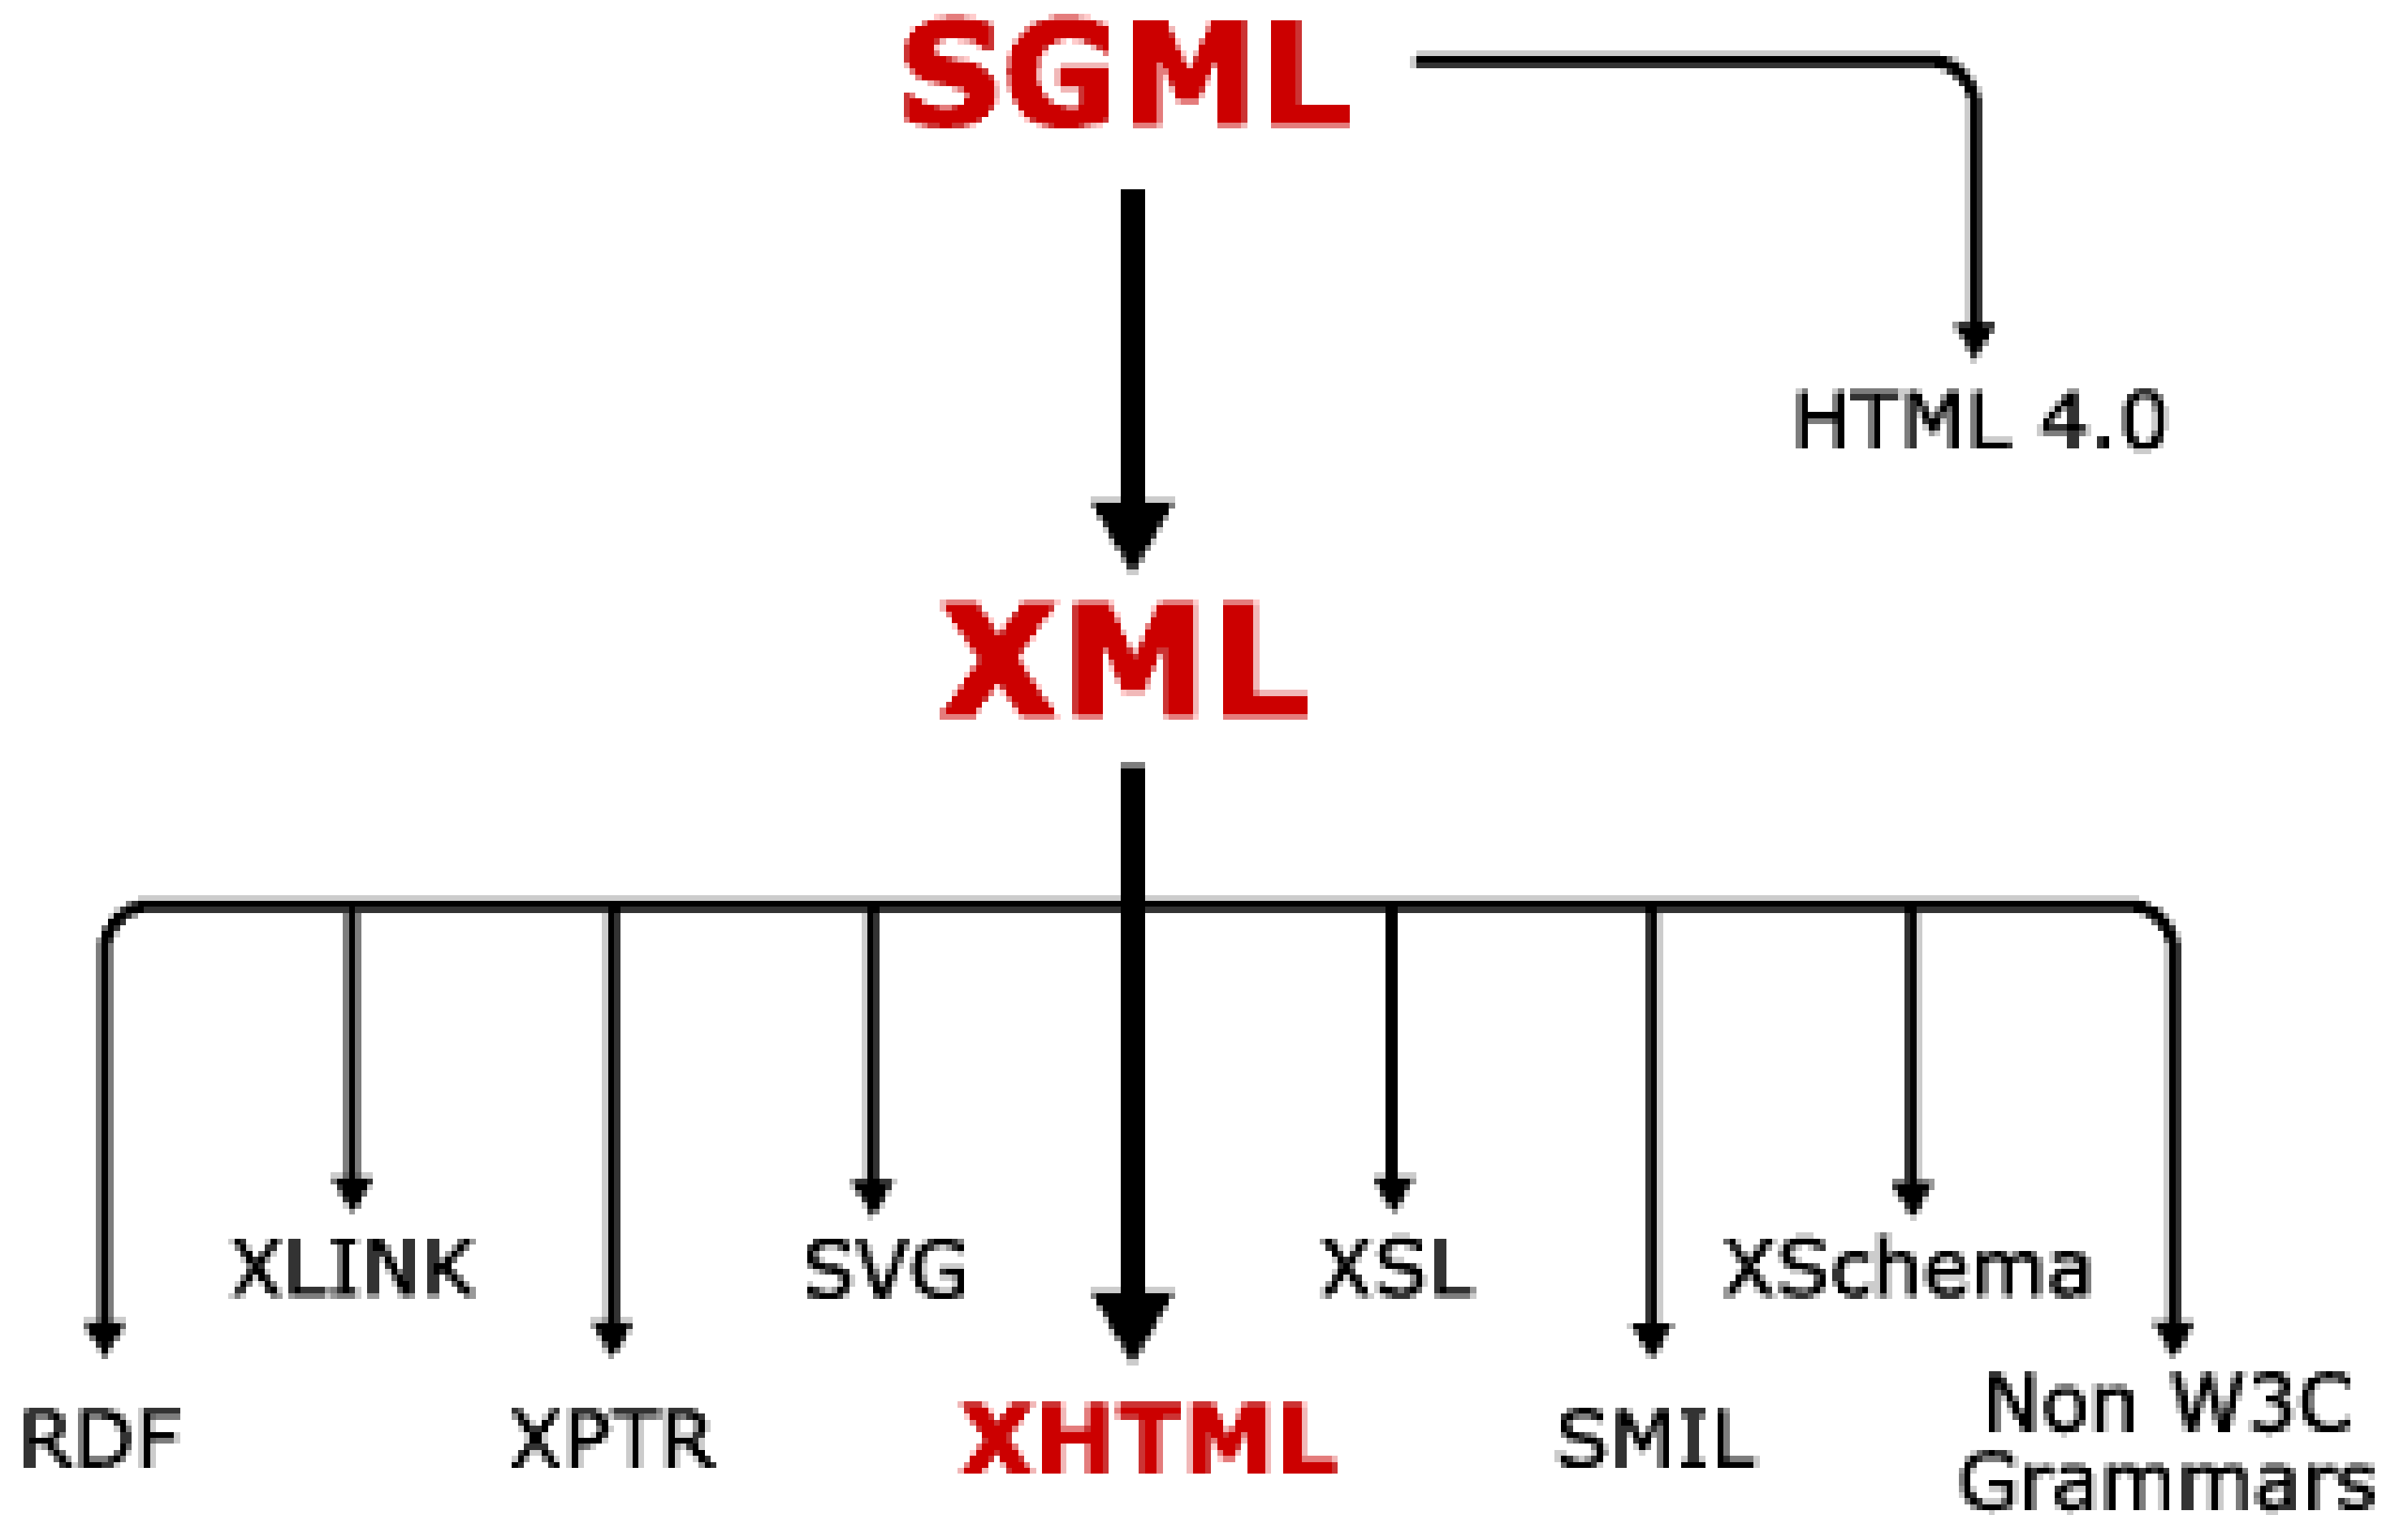 SGML
HTML 4.0
XML
XLINK
SVG
XSL
XSchema
RDF
XPTR
XHTML
SMIL
Non W3C
Grammars